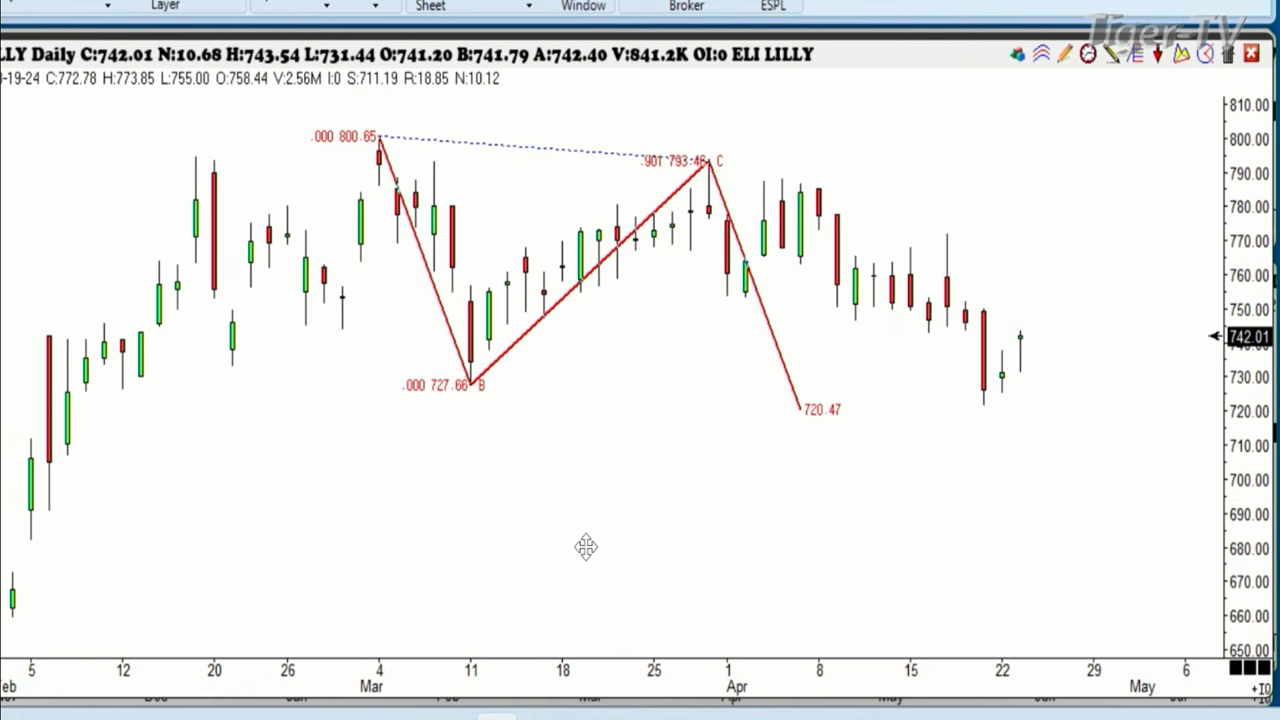 Layer Sheet Window Broker ESPL
Tiger-TV
LLY Daily C:742.01 N:10.68 H:743.54 L:731.44 O:741.20 B:741.79 A:742.40 V:841.2K OI:0 ELI LILLY
-19-24 C:772.78 H:773.85 L:755.00 O:758.44 V:2.56M I:0 S:711.19 R:18.85 N:10.12
810.00
.000 800.65
800.00
.901 793.46 C
790.00
780.00
770.00
760.00
750.00
742.01
730.00
.000 727.66 B
720.47
720.00
710.00
700.00
690.00
680.00
670.00
660.00
650.00
5 12 20 26 4 11 18 25 1 8 15 22 29 6
eb Mar Apr May
+10